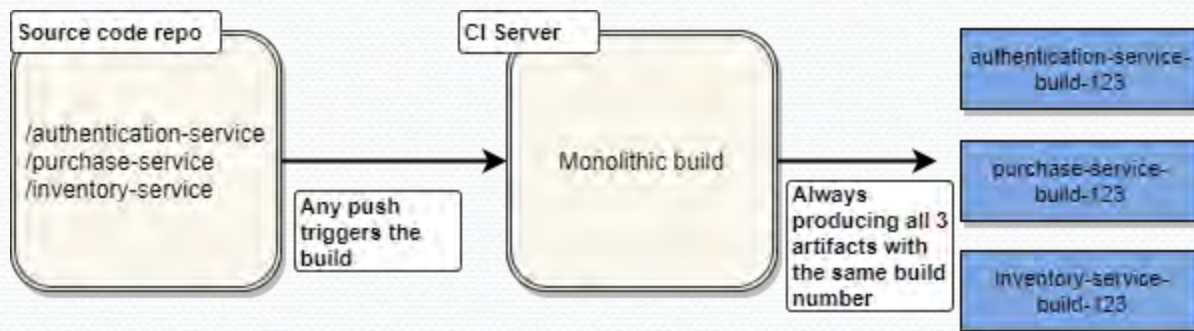 Source code repo
/authentication-service
/purchase-service
/inventory-service
Any push
triggers the
build
CI Server
Monolithic build
Always
producing all 3
artifacts with
the same build
number
authentication-service-
build-123
purchase-service-
build-123
inventory-service-
build-123